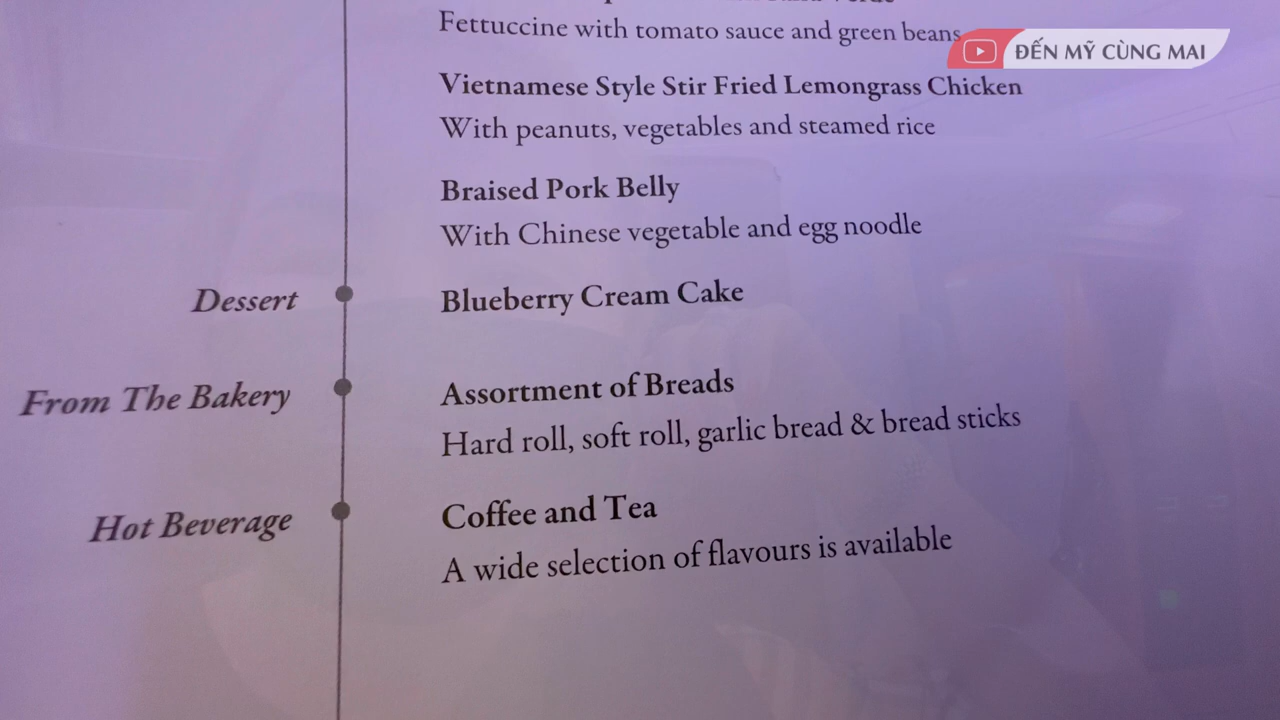 Fettuccine with tomato sauce and green beans
ĐẾN MỸ CÙNG MAI
Vietnamese Style Stir Fried Lemongrass Chicken
With peanuts, vegetables and steamed rice
Braised Pork Belly
With Chinese vegetable and egg noodle
Dessert
Blueberry Cream Cake
From The Bakery
Assortment of Breads
Hard roll, soft roll, garlic bread & bread sticks
Hot Beverage
Coffee and Tea
A wide selection of flavours is available